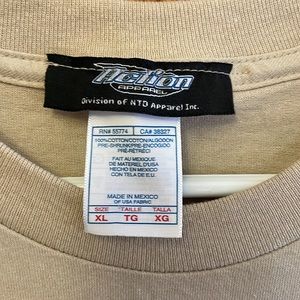 Action
APPAREL
Division of NTD Apparel Inc.
RN# 55774 CA# 38327
100%COTTON/COTON/ALGODON
PRE-SHRUNK/PRE-ENCOGIDO
PRÉ-RÉTRÉCI
FAIT AU MEXIQUE
DE MATERIEL D'USA
HECHO EN MEXICO
CON TELA DE E.U.
MADE IN MEXICO
OF USA FABRIC
SIZE TAILLE TALLA
XL TG XG